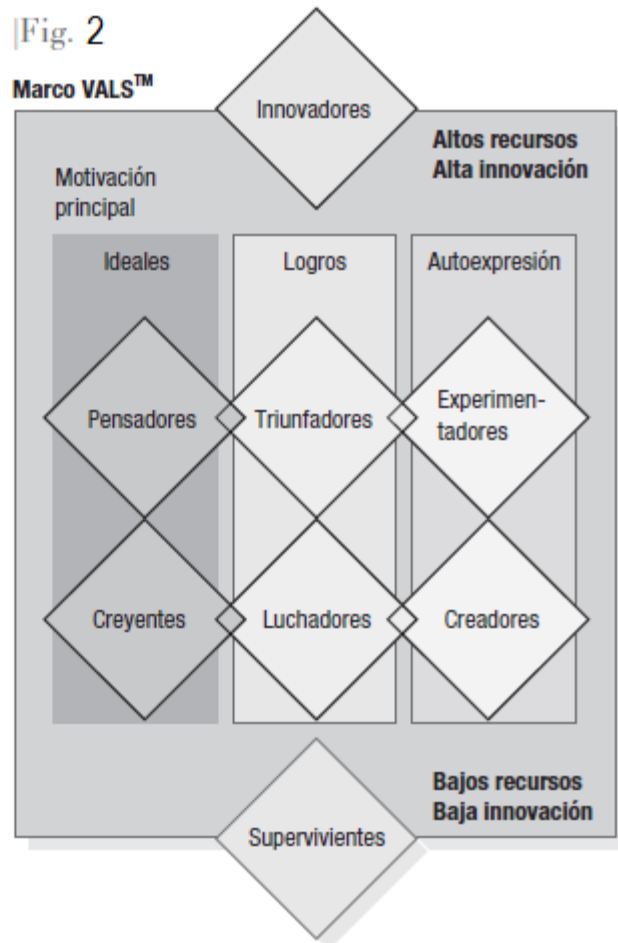 |Fig. 2
Marco VALS™
Innovadores
Altos recursos
Alta innovación
Motivación
principal
Ideales
Logros
Autoexpresión
Pensadores
Triunfadores
Experimen-
tadores
Creyentes
Luchadores
Creadores
Bajos recursos
Baja innovación
Supervivientes